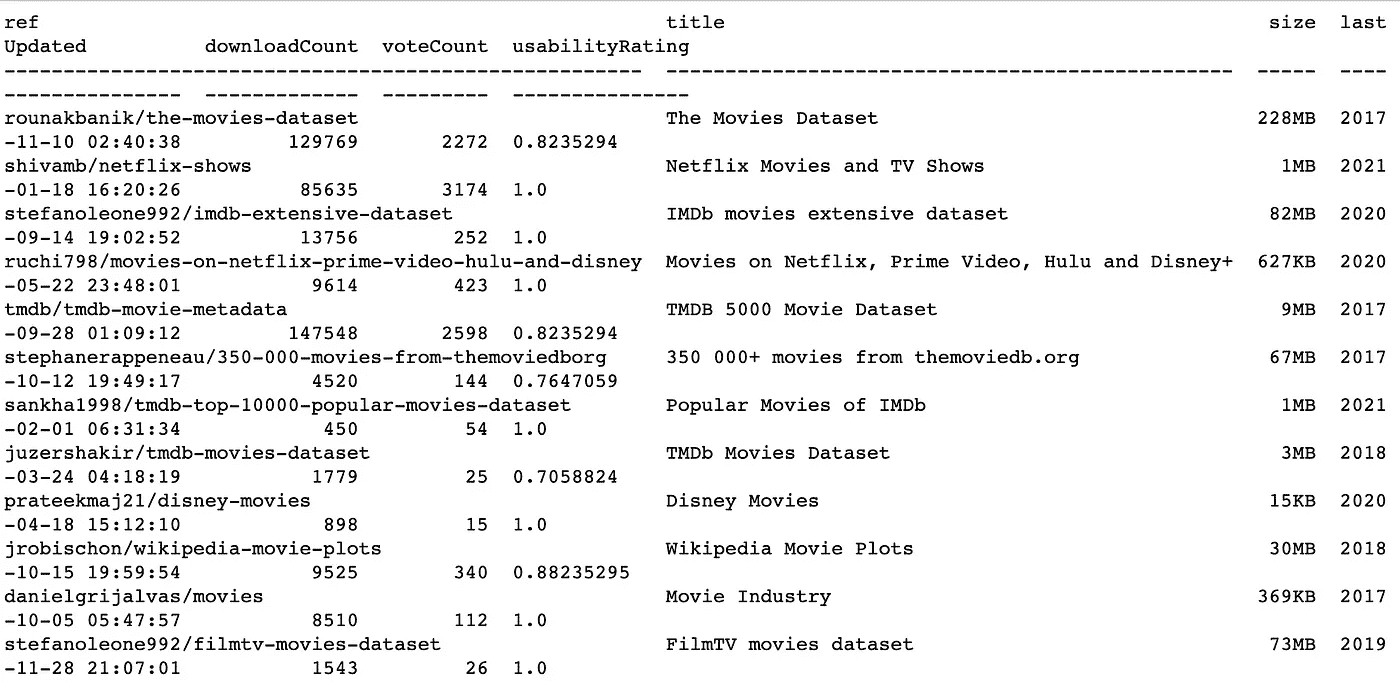 ref                                                     title                                             size  last
Updated          downloadCount  voteCount  usabilityRating
------------------------------------------------------  ------------------------------------------------  -----  ----
---------------  -------------  ---------  ---------------
rounakbanik/the-movies-dataset                          The Movies Dataset                                228MB  2017
-11-10 02:40:38         129769       2272  0.8235294
shivamb/netflix-shows                                   Netflix Movies and TV Shows                         1MB  2021
-01-18 16:20:26          85635       3174  1.0
stefanoleone992/imdb-extensive-dataset                  IMDb movies extensive dataset                      82MB  2020
-09-14 19:02:52          13756        252  1.0
ruchi798/movies-on-netflix-prime-video-hulu-and-disney  Movies on Netflix, Prime Video, Hulu and Disney+  627KB  2020
-05-22 23:48:01           9614        423  1.0
tmdb/tmdb-movie-metadata                                TMDB 5000 Movie Dataset                             9MB  2017
-09-28 01:09:12         147548       2598  0.8235294
stephanerappeneau/350-000-movies-from-themoviedborg     350 000+ movies from themoviedb.org                67MB  2017
-10-12 19:49:17           4520        144  0.7647059
sankha1998/tmdb-top-10000-popular-movies-dataset        Popular Movies of IMDb                              1MB  2021
-02-01 06:31:34            450         54  1.0
juzershakir/tmdb-movies-dataset                         TMDb Movies Dataset                                 3MB  2018
-03-24 04:18:19           1779         25  0.7058824
prateekmaj21/disney-movies                              Disney Movies                                      15KB  2020
-04-18 15:12:10            898         15  1.0
jrobischon/wikipedia-movie-plots                        Wikipedia Movie Plots                              30MB  2018
-10-15 19:59:54           9525        340  0.88235295
danielgrijalvas/movies                                  Movie Industry                                    369KB  2017
-10-05 05:47:57           8510        112  1.0
stefanoleone992/filmtv-movies-dataset                   FilmTV movies dataset                              73MB  2019
-11-28 21:07:01           1543         26  1.0